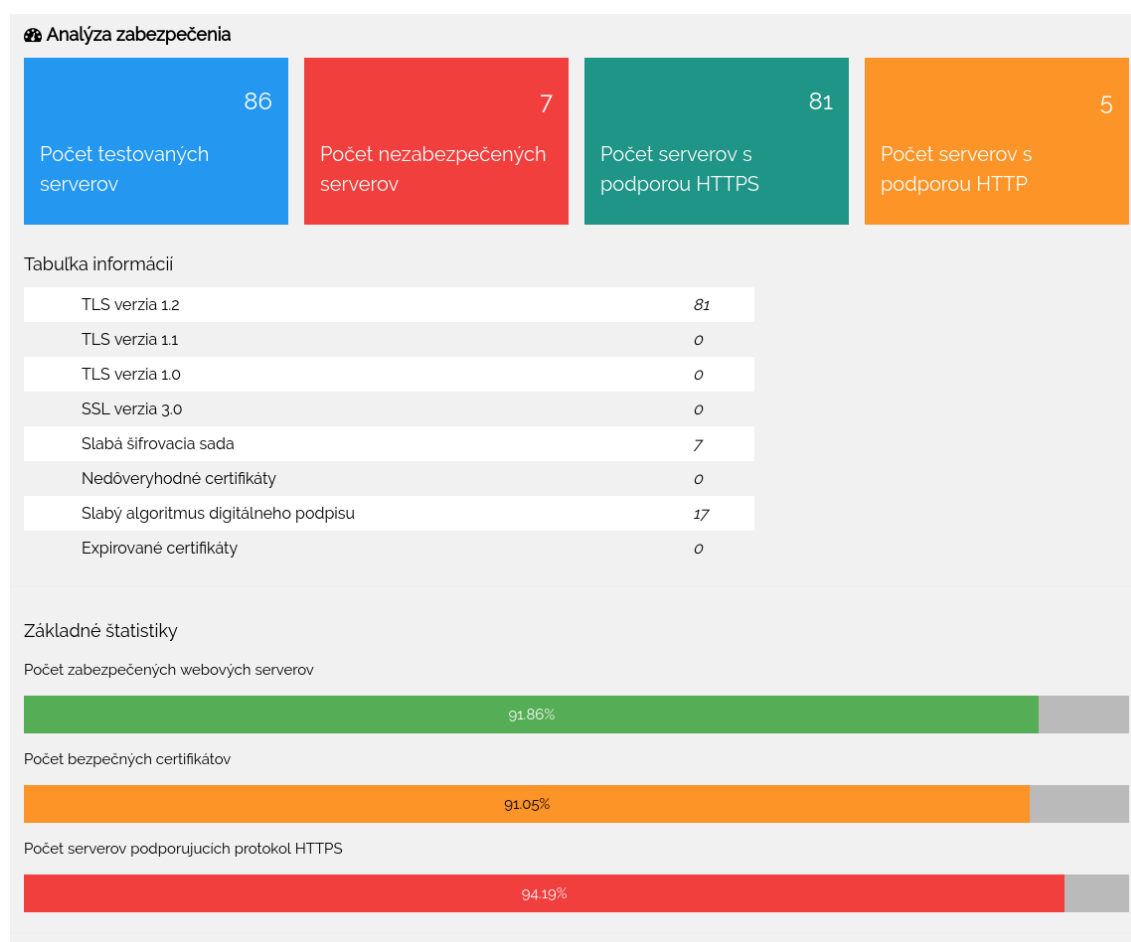 Analýza zabezpečenia
86
Počet testovaných
serverov
7
Počet nezabezpečených
serverov
81
Počet serverov s
podporou HTTPS
5
Počet serverov s
podporou HTTP
Tabuľka informácií
TLS verzia 1.2 81
TLS verzia 1.1 0
TLS verzia 1.0 0
SSL verzia 3.0 0
Slabá šifrovacia sada 7
Nedôveryhodné certifikáty 0
Slabý algoritmus digitálneho podpisu 17
Expirované certifikáty 0
Základné štatistiky
Počet zabezpečených webových serverov
91.86%
Počet bezpečných certifikátov
91.05%
Počet serverov podporujucich protokol HTTPS
94.19%